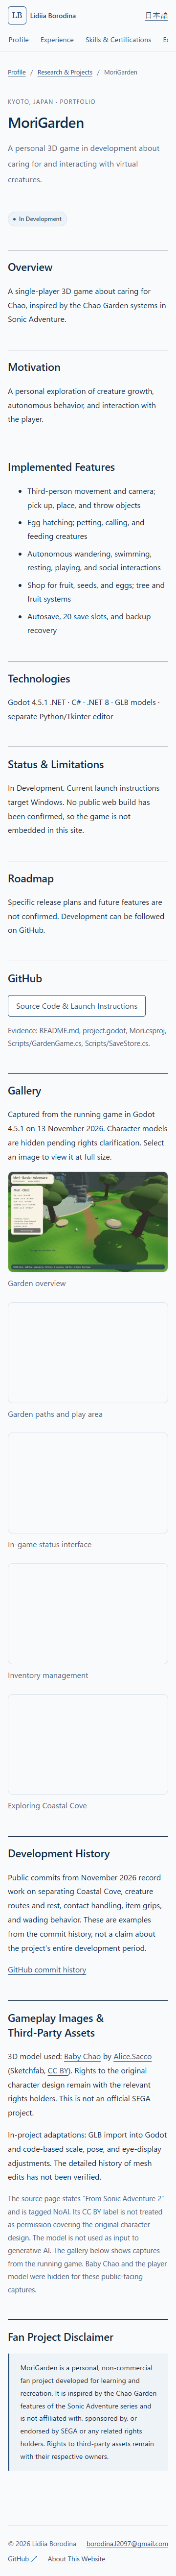 LB Lidiia Borodina
日本語
Profile Experience Skills & Certifications
Profile / Research & Projects / MoriGarden
KYOTO, JAPAN · PORTFOLIO
MoriGarden
A personal 3D game in development about
caring for and interacting with virtual
creatures.
In Development
Overview
A single-player 3D game about caring for
Chao, inspired by the Chao Garden systems in
Sonic Adventure.
Motivation
A personal exploration of creature growth,
autonomous behavior, and interaction with
the player.
Implemented Features
• Third-person movement and camera;
pick up, place, and throw objects
• Egg hatching; petting, calling, and
feeding creatures
• Autonomous wandering, swimming,
resting, playing, and social interactions
• Shop for fruit, seeds, and eggs; tree and
fruit systems
• Autosave, 20 save slots, and backup
recovery
Technologies
Godot 4.5.1 .NET · C# · .NET 8 · GLB models ·
separate Python/Tkinter editor
Status & Limitations
In Development. Current launch instructions
target Windows. No public web build has
been confirmed, so the game is not
embedded in this site.
Roadmap
Specific release plans and future features are
not confirmed. Development can be followed
on GitHub.
GitHub
Source Code & Launch Instructions
Evidence: README.md, project.godot, Mori.csproj,
Scripts/GardenGame.cs, Scripts/SaveStore.cs.
Gallery
Captured from the running game in Godot
4.5.1 on 13 November 2026. Character models
are hidden pending rights clarification. Select
an image to view it at full size.
Garden overview
Garden paths and play area
In-game status interface
Inventory management
Exploring Coastal Cove
Development History
Public commits from November 2026 record
work on separating Coastal Cove, creature
routes and rest, contact handling, item grips,
and wading behavior. These are examples
from the commit history, not a claim about
the project's entire development period.
GitHub commit history
Gameplay Images &
Third-Party Assets
3D model used: Baby Chao by Alice.Sacco
(Sketchfab, CC BY). Rights to the original
character design remain with the relevant
rights holders. This is not an official SEGA
project.
In-project adaptations: GLB import into Godot
and code-based scale, pose, and eye-display
adjustments. The detailed history of mesh
edits has not been verified.
The source page states "From Sonic Adventure 2"
and is tagged NoAI. Its CC BY label is not treated
as permission covering the original character
design. The model is not used as input to
generative AI. The gallery below shows captures
from the running game. Baby Chao and the player
model were hidden for these public-facing
captures.
Fan Project Disclaimer
MoriGarden is a personal, non-commercial
fan project developed for learning and
recreation. It is inspired by the Chao Garden
features of the Sonic Adventure series and
is not affiliated with, sponsored by, or
endorsed by SEGA or any related rights
holders. Rights to third-party assets remain
with their respective owners.
© 2026 Lidiia Borodina borodina.l2097@gmail.com
GitHub ↗ About This Website